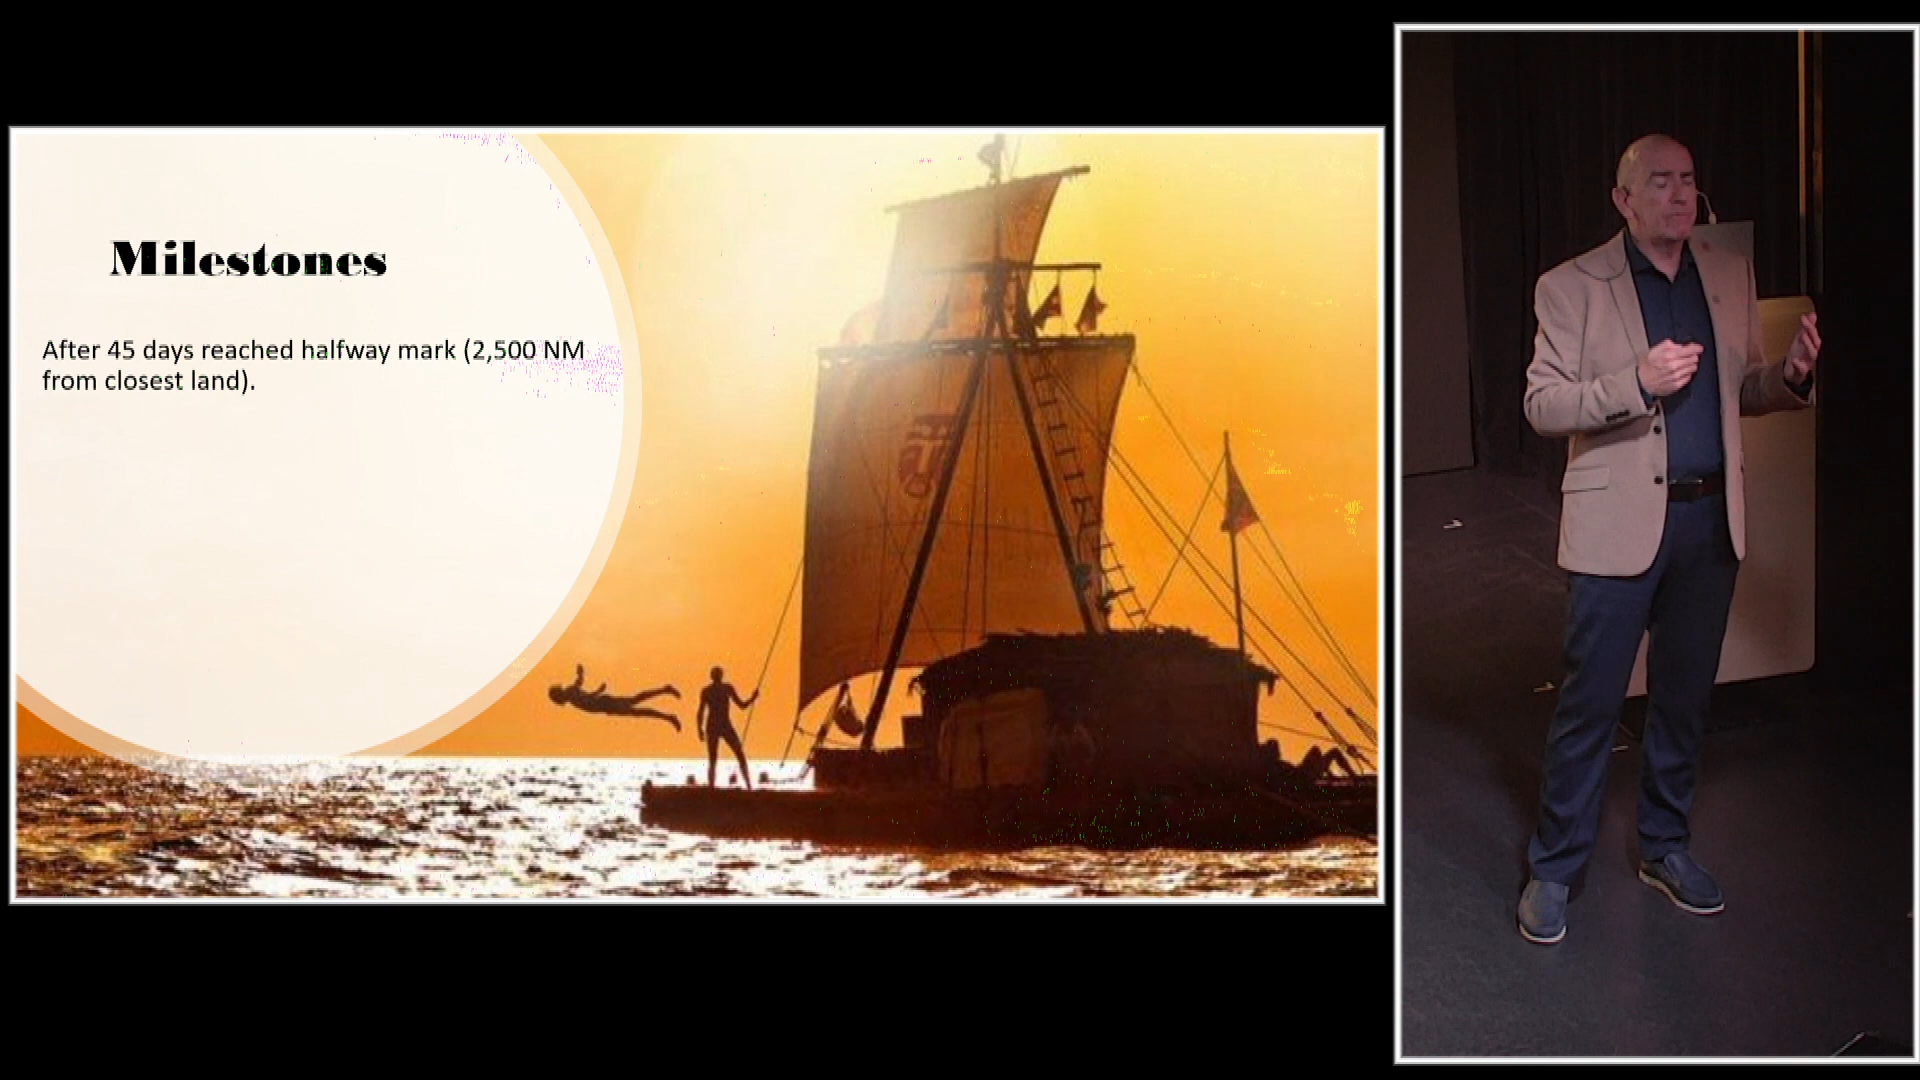 Milestones
After 45 days reached halfway mark (2,500 NM
from closest land).